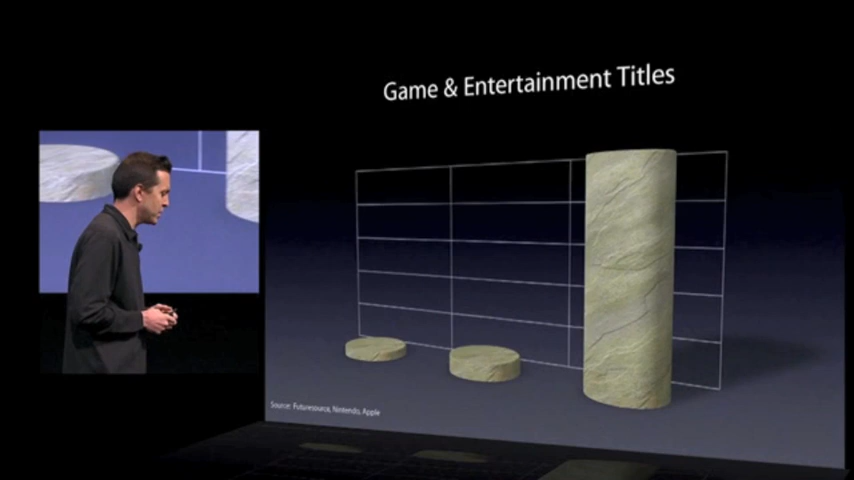 Game & Entertainment Titles
Source: Futuresource, Nintendo, Apple